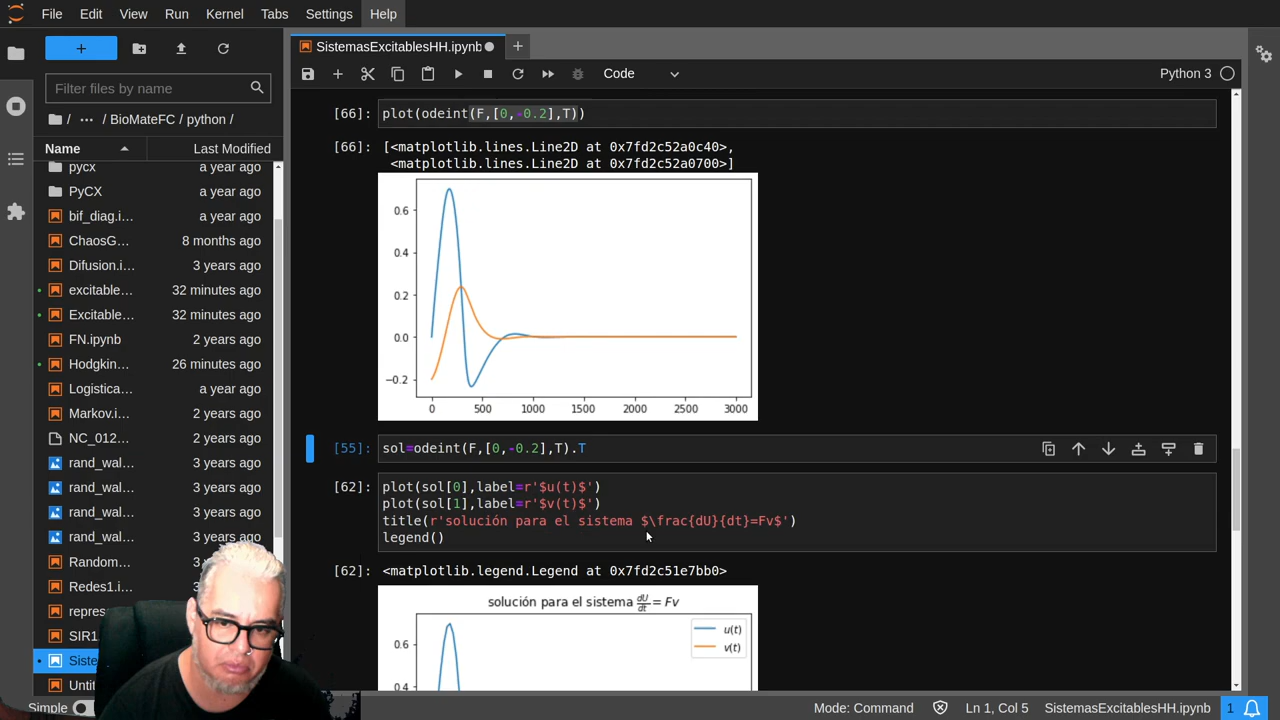 File Edit View Run Kernel Tabs Settings Help
SistemasExcitablesHH.ipynb
Code
Python 3
Filter files by name
/ ··· / BioMateFC / python /
Name Last Modified
pycx a year ago
PyCX a year ago
bif_diag.i… a year ago
ChaosG… 8 months ago
Difusion.i… 3 years ago
excitable… 32 minutes ago
Excitable… 32 minutes ago
FN.ipynb 2 years ago
Hodgkin… 26 minutes ago
Logistica… a year ago
Markov.i… 2 years ago
NC_012… 2 years ago
rand_wal… 3 years ago
rand_wal… 3 years ago
rand_wal… 3 years ago
rand_wal… 3 years ago
Random…
Redes1.i…
repres
SIR1
Siste
Unti
Simple
[66]: plot(odeint(F,[0,-0.2],T))
[66]: [<matplotlib.lines.Line2D at 0x7fd2c52a0c40>,
<matplotlib.lines.Line2D at 0x7fd2c52a0700>]
0.6
0.4
0.2
0.0
−0.2
0 500 1000 1500 2000 2500 3000
[55]: sol=odeint(F,[0,-0.2],T).T
[62]: plot(sol[0],label=r'$u(t)$')
plot(sol[1],label=r'$v(t)$')
title(r'solución para el sistema $\frac{dU}{dt}=Fv$')
legend()
[62]: <matplotlib.legend.Legend at 0x7fd2c51e7bb0>
solución para el sistema dU/dt = Fv
u(t)
v(t)
0.6
0.4
Mode: Command Ln 1, Col 5 SistemasExcitablesHH.ipynb 1